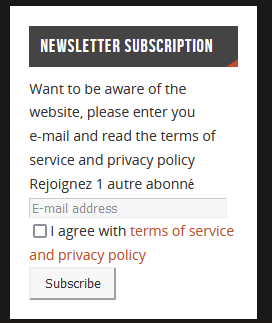 NEWSLETTER SUBSCRIPTION
Want to be aware of the
website, please enter you
e-mail and read the terms of
service and privacy policy
Rejoignez 1 autre abonné
E-mail address
I agree with terms of service
and privacy policy
Subscribe